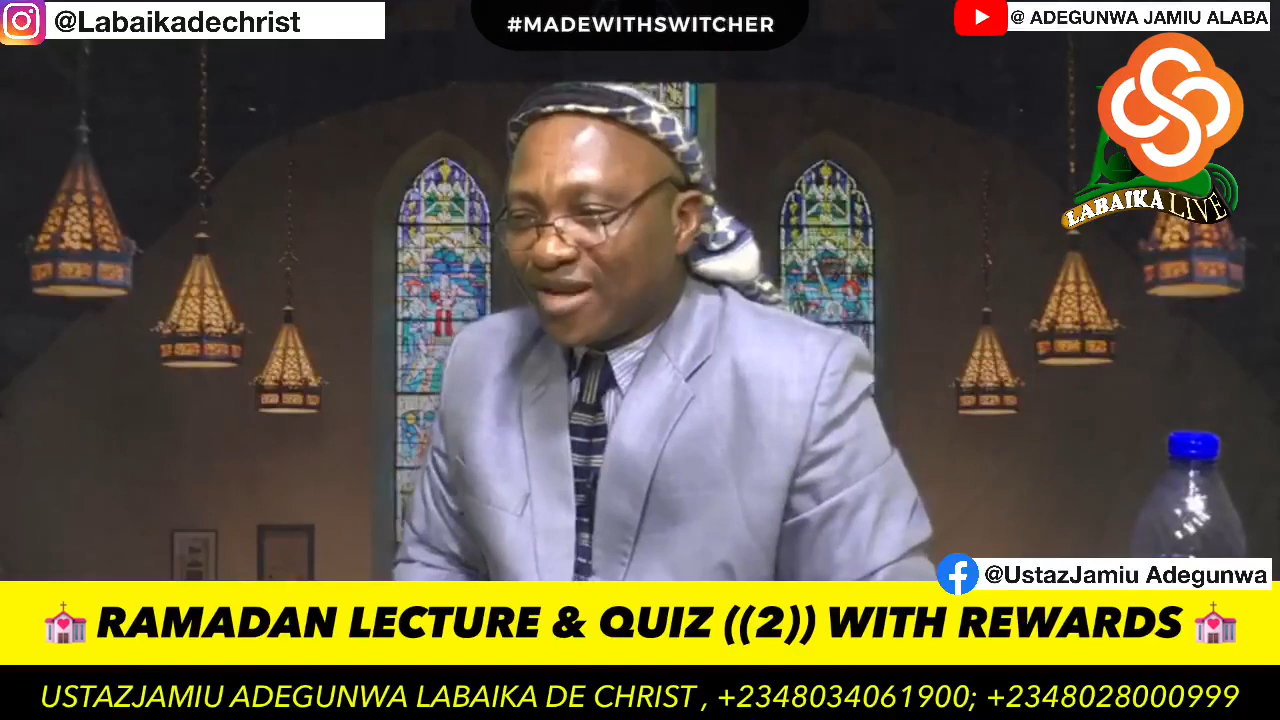 @Labaikadechrist
#MADEWITHSWITCHER
@ ADEGUNWA JAMIU ALABA
LABAIKA LIVE
@UstazJamiu Adegunwa
RAMADAN LECTURE & QUIZ ((2)) WITH REWARDS
USTAZJAMIU ADEGUNWA LABAIKA DE CHRIST , +2348034061900; +2348028000999